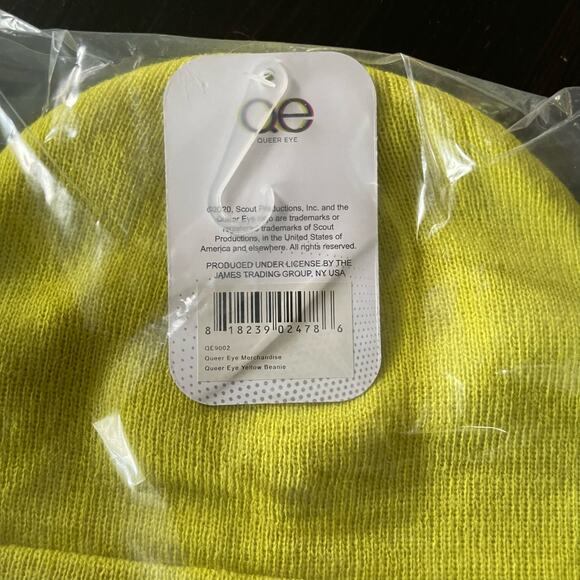 qe
QUEER EYE
©2020, Scout Productions, Inc. and the
Queer Eye logo are trademarks or
registered trademarks of Scout
Productions, in the United States of
America and elsewhere. All rights reserved.
PRODUCED UNDER LICENSE BY THE
JAMES TRADING GROUP, NY USA
8 18239 02478 6
QE9002
Queer Eye Merchandise
Queer Eye Yellow Beanie